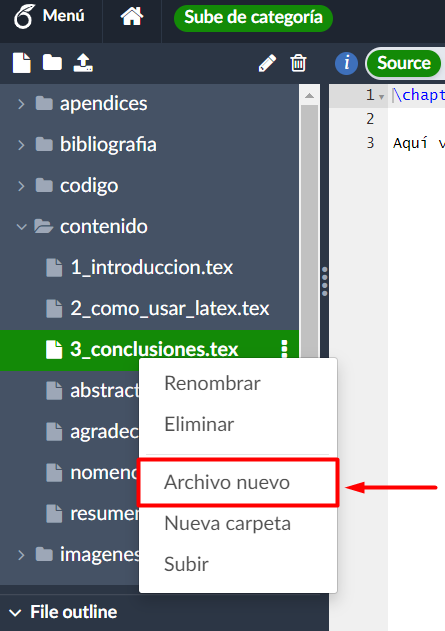 Menú
Sube de categoría
i Source
apendices
bibliografia
codigo
contenido
1_introduccion.tex
2_como_usar_latex.tex
3_conclusiones.tex
abstract
agradec
nomenc
resumen
imagenes
1 \chapt
2
3 Aquí v
Renombrar
Eliminar
Archivo nuevo
Nueva carpeta
Subir
File outline